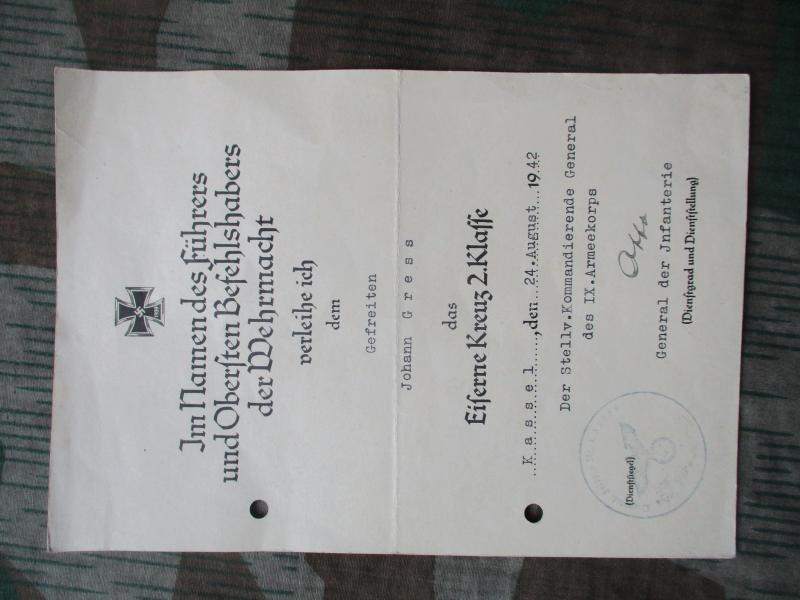 Im Namen des Führers
und Obersten Befehlshabers
der Wehrmacht
verleihe ich
dem
Gefreiten
Johann Gress
das
Eiserne Kreuz 2. Klasse
Kassel, den 24. August 1942
Der Stellv. Kommandierende General
des IX. Armeekorps
General der Jnfanterie
(Dienstgrad und Dienststellung)
(Dienstsiegel)